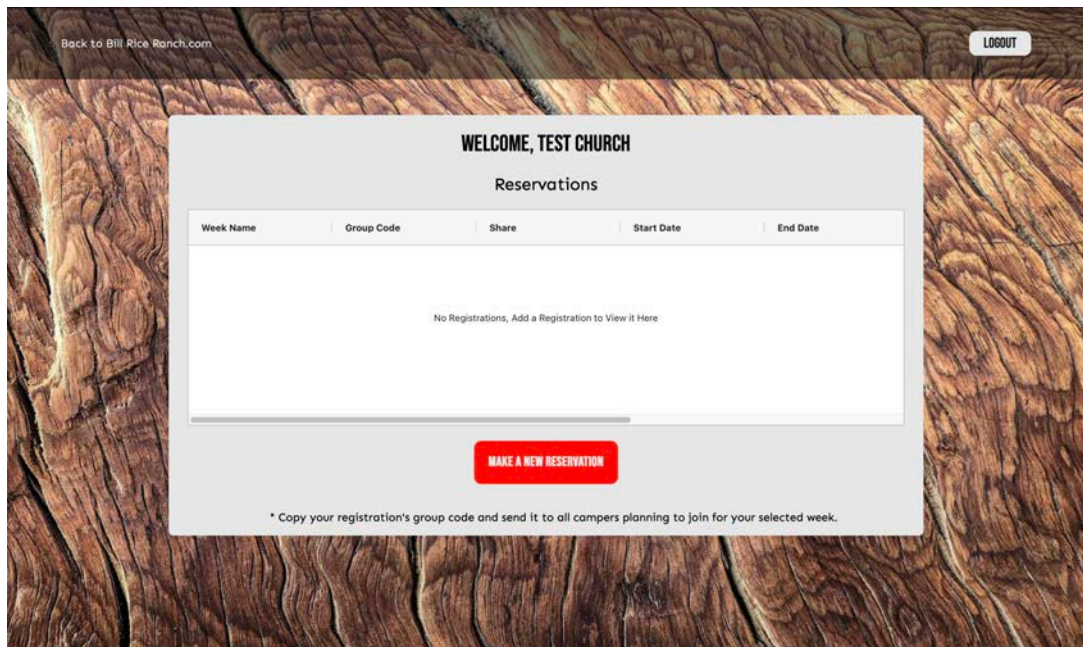 Back to Bill Rice Ranch.com
LOGOUT
WELCOME, TEST CHURCH
Reservations
Week Name Group Code Share Start Date End Date
No Registrations, Add a Registration to View it Here
MAKE A NEW RESERVATION
* Copy your registration's group code and send it to all campers planning to join for your selected week.